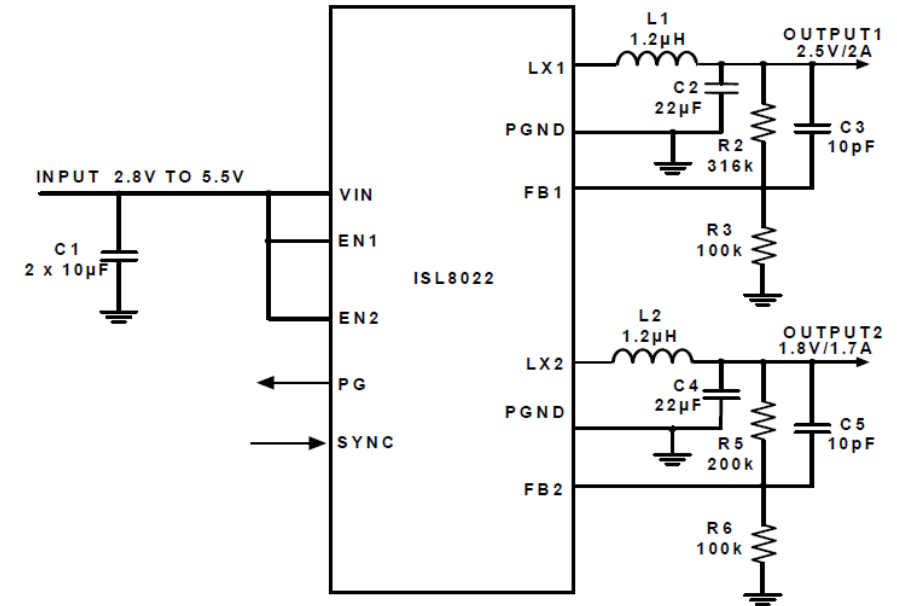 INPUT 2.8V TO 5.5V
C1
2 x 10µF
VIN
EN1
EN2
PG
SYNC
ISL8022
LX1
PGND
FB1
LX2
PGND
FB2
L1
1.2µH
OUTPUT1
2.5V/2A
C2
22µF
R2
316k
C3
10pF
R3
100k
L2
1.2µH
OUTPUT2
1.8V/1.7A
C4
22µF
R5
200k
C5
10pF
R6
100k